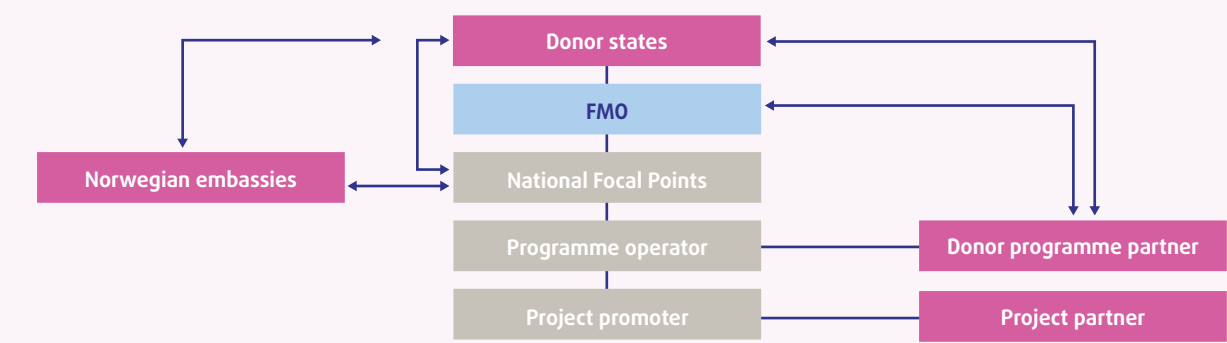 Donor states
FMO
Norwegian embassies
National Focal Points
Programme operator
Donor programme partner
Project promoter
Project partner